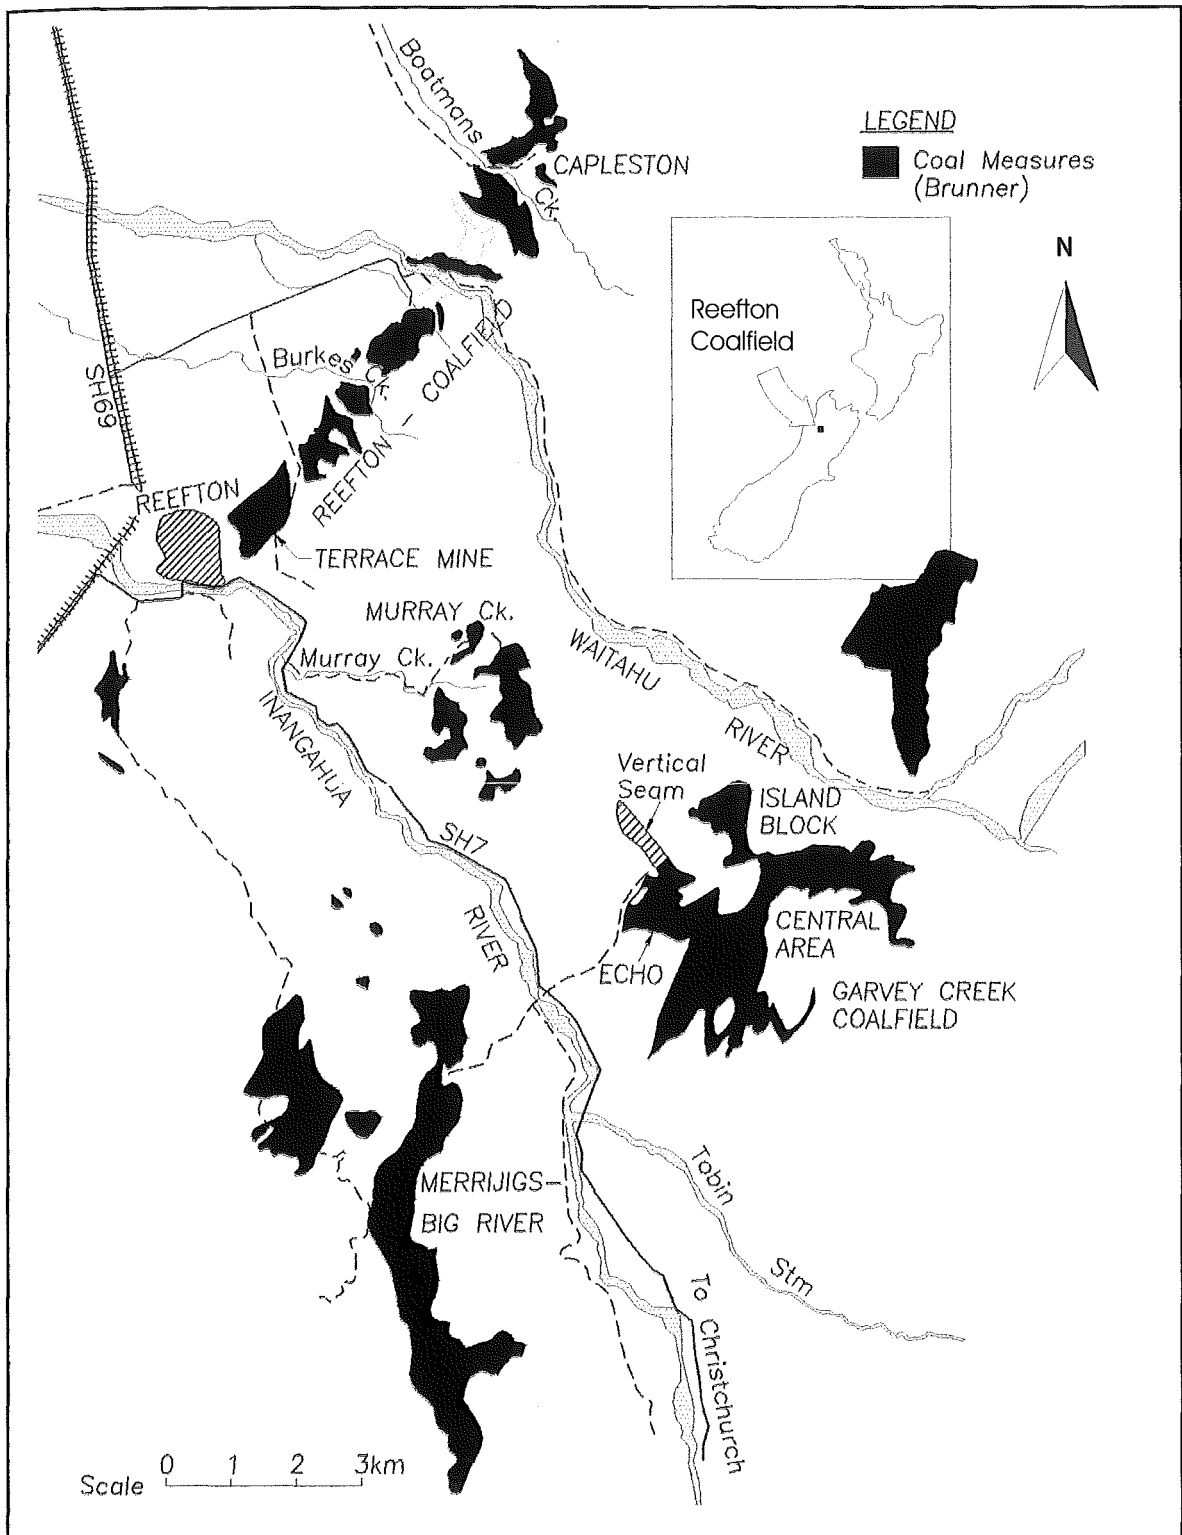 Boatmans
Ck.
CAPLESTON
LEGEND
Coal Measures
(Brunner)
N
Reefton
Coalfield
SH69
Burkes
Ck.
REEFTON – COALFIELD
REEFTON
TERRACE MINE
MURRAY Ck.
Murray Ck.
WAITAHU
RIVER
INANGAHUA
RIVER
SH7
Vertical
Seam
ISLAND
BLOCK
CENTRAL
AREA
ECHO
GARVEY CREEK
COALFIELD
MERRIJIGS
BIG RIVER
Tobin
Stm
To Christchurch
Scale 0 1 2 3km